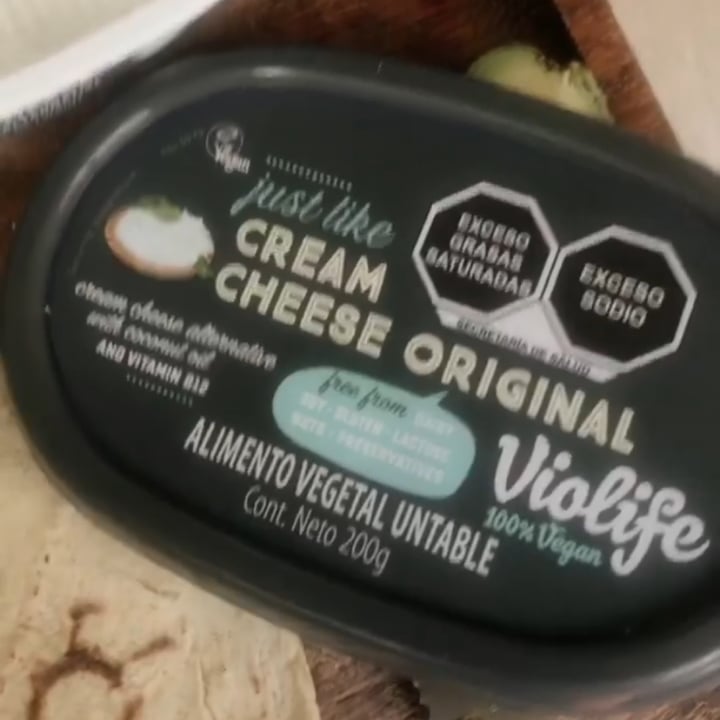 Vegan
just like
CREAM
CHEESE ORIGINAL
EXCESO
GRASAS
SATURADAS
EXCESO
SODIO
SECRETARÍA DE SALUD
cream cheese alternative
with coconut oil
AND VITAMIN B12
free from DAIRY
SOY · GLUTEN · LACTOSE
NUTS · PRESERVATIVES
ALIMENTO VEGETAL UNTABLE
Cont. Neto 200g
Violife
100% Vegan